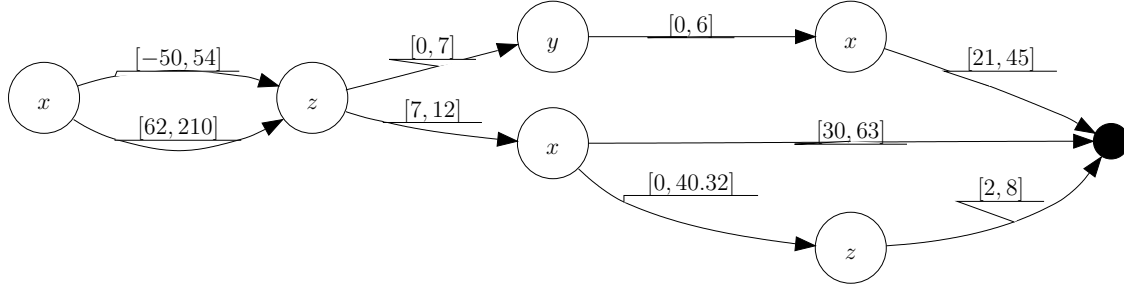 [−50, 54]
[62, 210]
[0, 7]
[7, 12]
[0, 6]
[30, 63]
[0, 40.32]
[21, 45]
[2, 8]
x
z
y
x
x
z